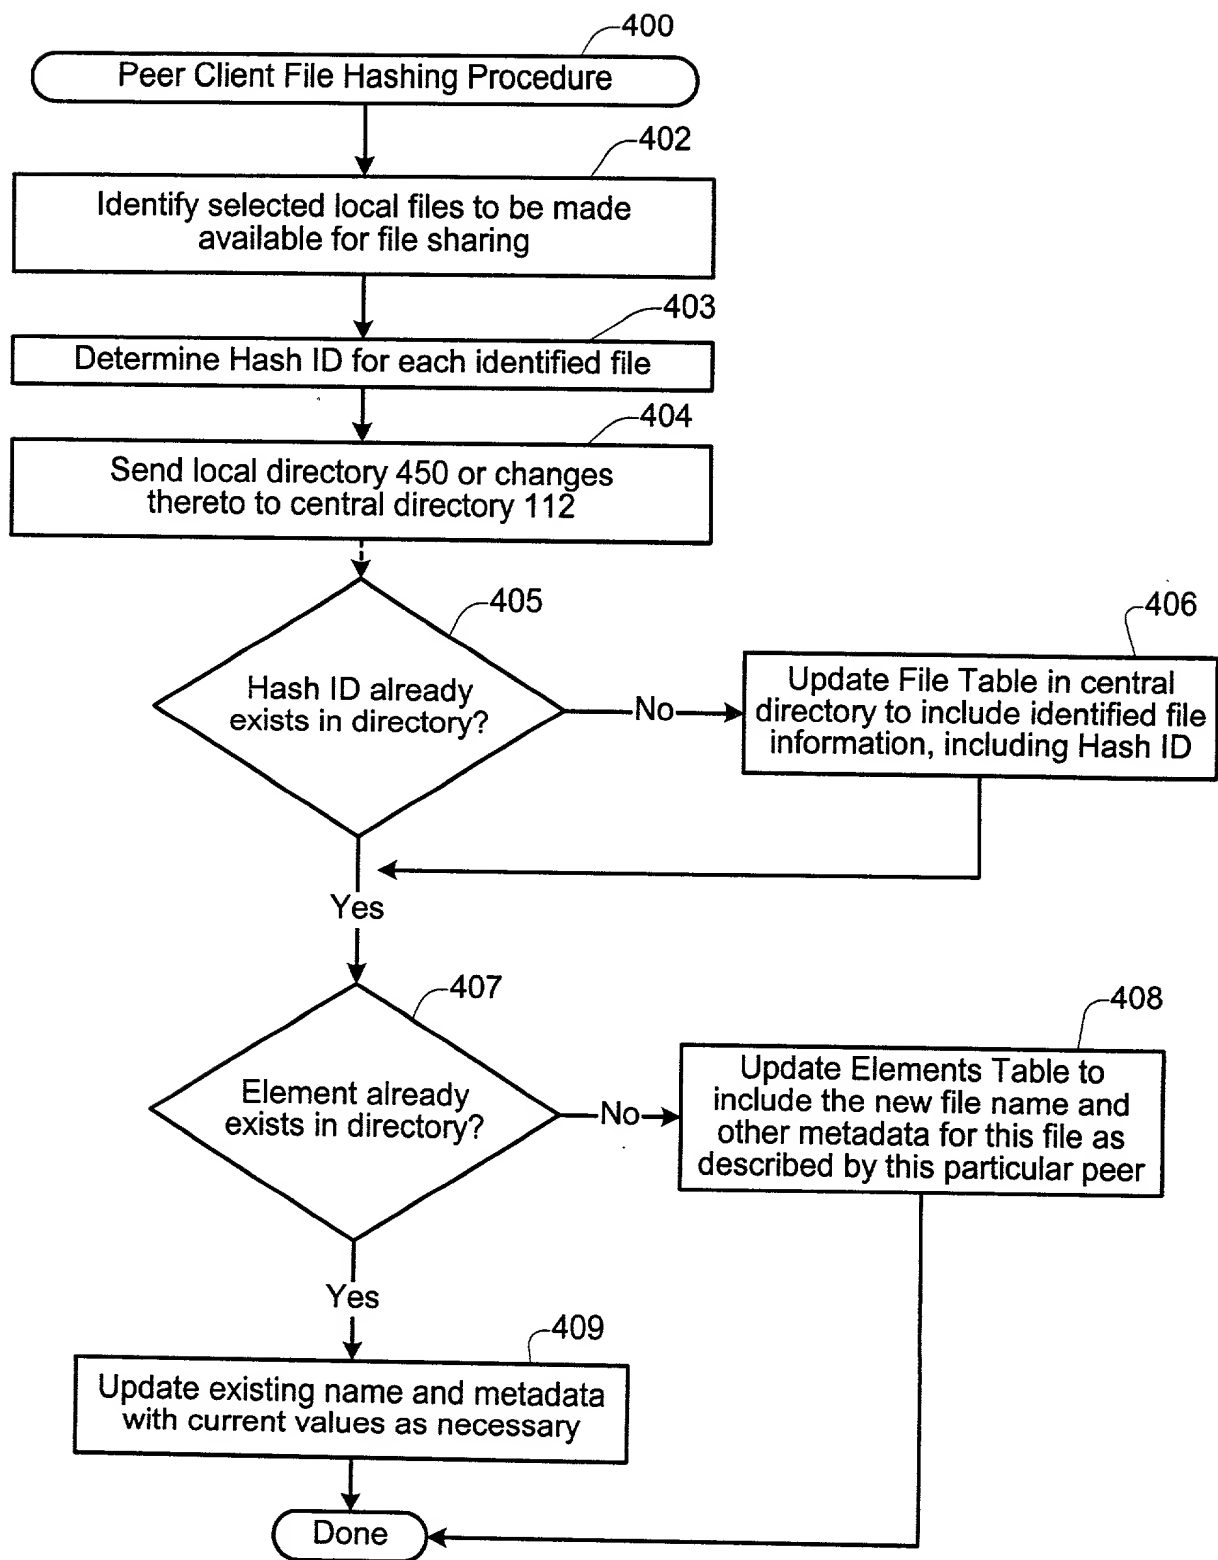 400
Peer Client File Hashing Procedure
402
Identify selected local files to be made
available for file sharing
403
Determine Hash ID for each identified file
404
Send local directory 450 or changes
thereto to central directory 112
405
Hash ID already
exists in directory?
No
406
Update File Table in central
directory to include identified file
information, including Hash ID
Yes
407
Element already
exists in directory?
No
408
Update Elements Table to
include the new file name and
other metadata for this file as
described by this particular peer
Yes
409
Update existing name and metadata
with current values as necessary
Done